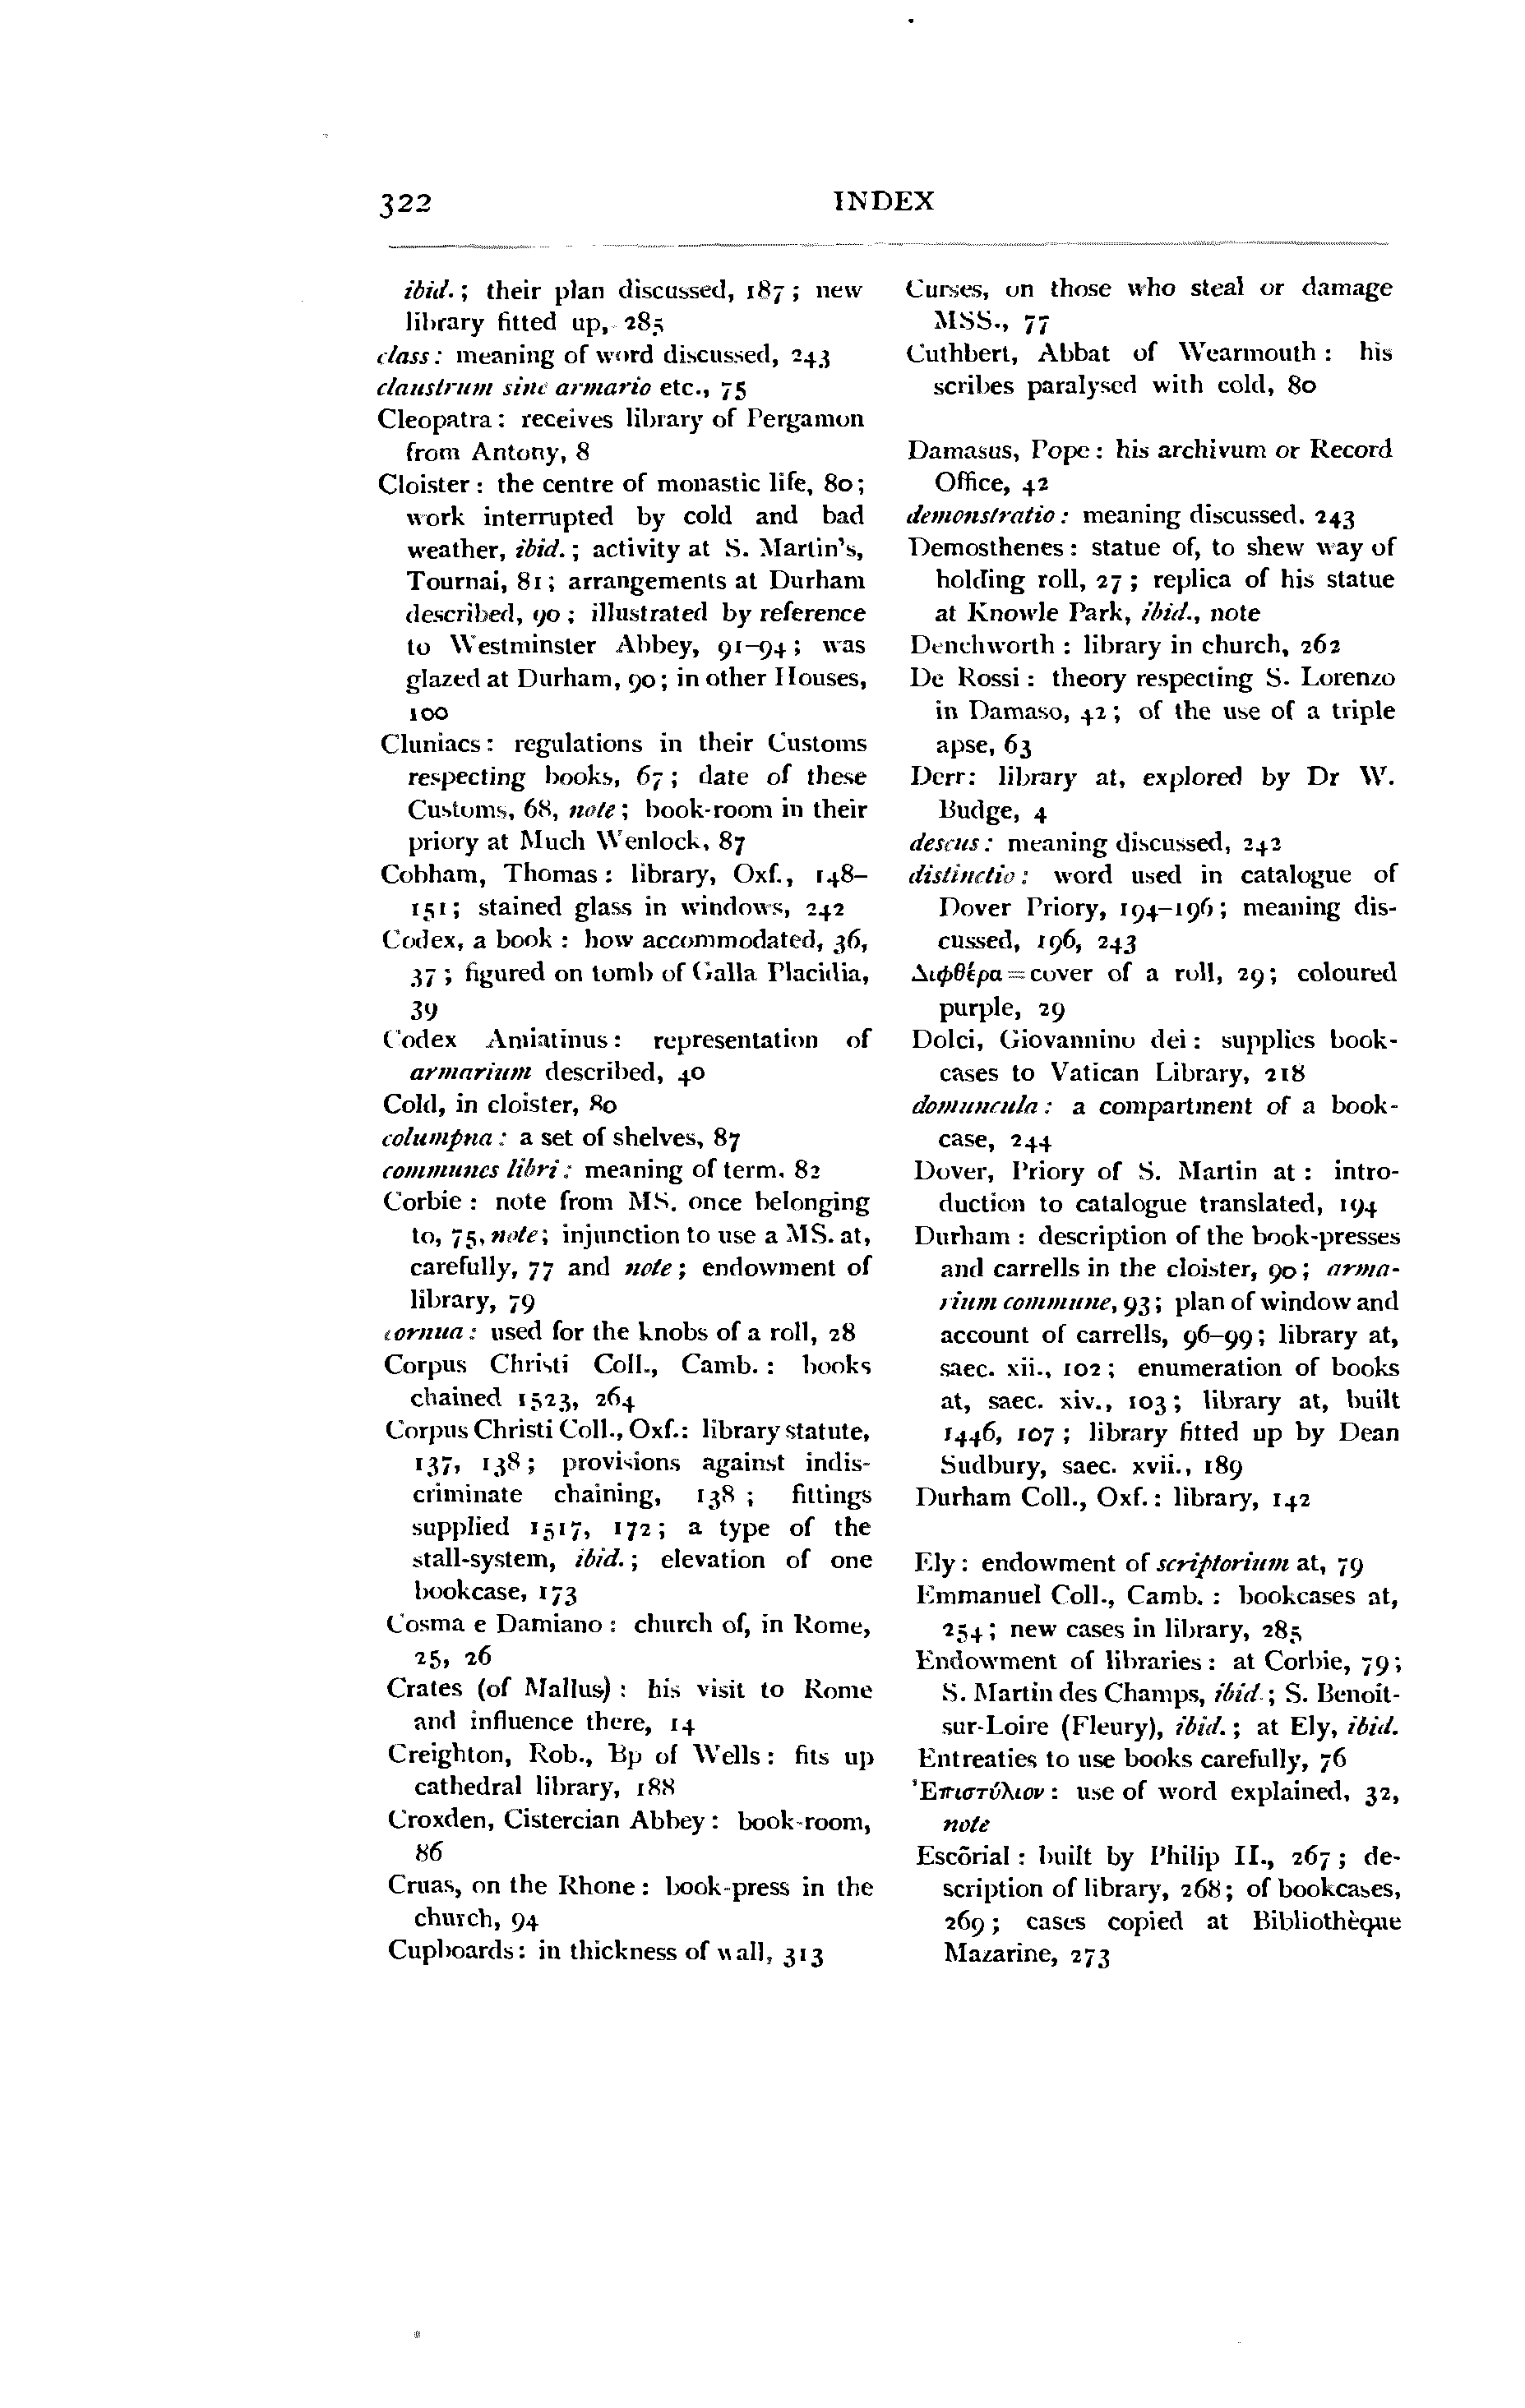 322
INDEX
ibid.; their plan discussed, 187; new
library fitted up, 285
class: meaning of word discussed, 243
claustrum sine armario etc., 75
Cleopatra: receives library of Pergamon
from Antony, 8
Cloister: the centre of monastic life, 80;
work interrupted by cold and bad
weather, ibid.; activity at S. Martin's,
Tournai, 81; arrangements at Durham
described, 90; illustrated by reference
to Westminster Abbey, 91–94; was
glazed at Durham, 90; in other Houses,
100
Cluniacs: regulations in their Customs
respecting books, 67; date of these
Customs, 68, note; book-room in their
priory at Much Wenlock, 87
Cobham, Thomas: library, Oxf., 148–
151; stained glass in windows, 242
Codex, a book: how accommodated, 36,
37; figured on tomb of Galla Placidia,
39
Codex Amiatinus: representation of
armarium described, 40
Cold, in cloister, 80
columpna: a set of shelves, 87
communes libri: meaning of term, 82
Corbie: note from MS. once belonging
to, 75, note; injunction to use a MS. at,
carefully, 77 and note; endowment of
library, 79
cornua: used for the knobs of a roll, 28
Corpus Christi Coll., Camb.: books
chained 1523, 264
Corpus Christi Coll., Oxf.: library statute,
137, 138; provisions against indis-
criminate chaining, 138; fittings
supplied 1517, 172; a type of the
stall-system, ibid.; elevation of one
bookcase, 173
Cosma e Damiano: church of, in Rome,
25, 26
Crates (of Mallus): his visit to Rome
and influence there, 14
Creighton, Rob., Bp of Wells: fits up
cathedral library, 188
Croxden, Cistercian Abbey: book-room,
86
Cruas, on the Rhone: book-press in the
church, 94
Cupboards: in thickness of wall, 313
Curses, on those who steal or damage
MSS., 77
Cuthbert, Abbat of Wearmouth: his
scribes paralysed with cold, 80
Damasus, Pope: his archivum or Record
Office, 42
demonstratio: meaning discussed, 243
Demosthenes: statue of, to shew way of
holding roll, 27; replica of his statue
at Knowle Park, ibid., note
Denchworth: library in church, 262
De Rossi: theory respecting S. Lorenzo
in Damaso, 42; of the use of a triple
apse, 63
Derr: library at, explored by Dr W.
Budge, 4
descus: meaning discussed, 242
distinctio: word used in catalogue of
Dover Priory, 194–196; meaning dis-
cussed, 196, 243
Διφθέρα = cover of a roll, 29; coloured
purple, 29
Dolci, Giovannino dei: supplies book-
cases to Vatican Library, 218
domuncula: a compartment of a book-
case, 244
Dover, Priory of S. Martin at: intro-
duction to catalogue translated, 194
Durham: description of the book-presses
and carrells in the cloister, 90; arma-
rium commune, 93; plan of window and
account of carrells, 96–99; library at,
saec. xii., 102; enumeration of books
at, saec. xiv., 103; library at, built
1446, 107; library fitted up by Dean
Sudbury, saec. xvii., 189
Durham Coll., Oxf.: library, 142
Ely: endowment of scriptorium at, 79
Emmanuel Coll., Camb.: bookcases at,
254; new cases in library, 285
Endowment of libraries: at Corbie, 79;
S. Martin des Champs, ibid.; S. Benoît-
sur-Loire (Fleury), ibid.; at Ely, ibid.
Entreaties to use books carefully, 76
Ἐπιστύλιον: use of word explained, 32,
note
Escõrial: built by Philip II., 267; de-
scription of library, 268; of bookcases,
269; cases copied at Bibliothèque
Mazarine, 273